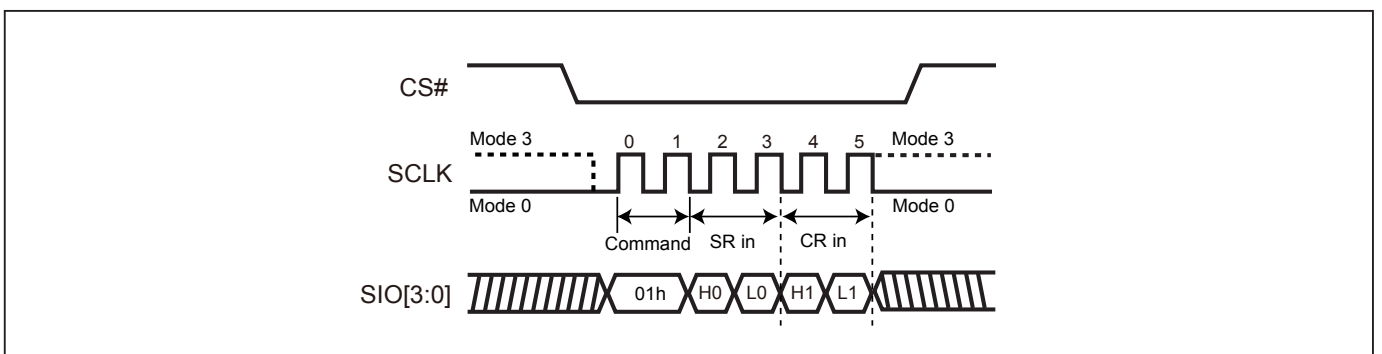 CS#
Mode 3 0 1 2 3 4 5 Mode 3
SCLK
Mode 0 Mode 0
Command SR in CR in
SIO[3:0] 01h H0 L0 H1 L1